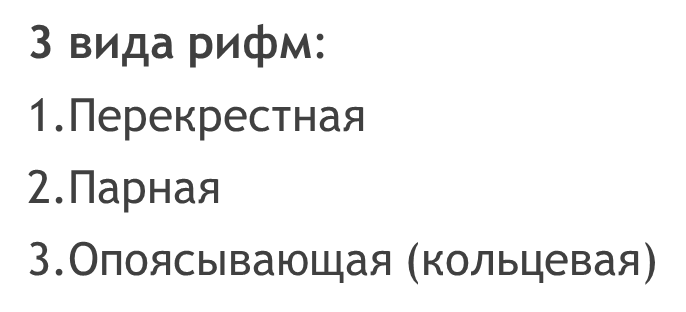 3 вида рифм:
1.Перекрестная
2.Парная
3.Опоясывающая (кольцевая)